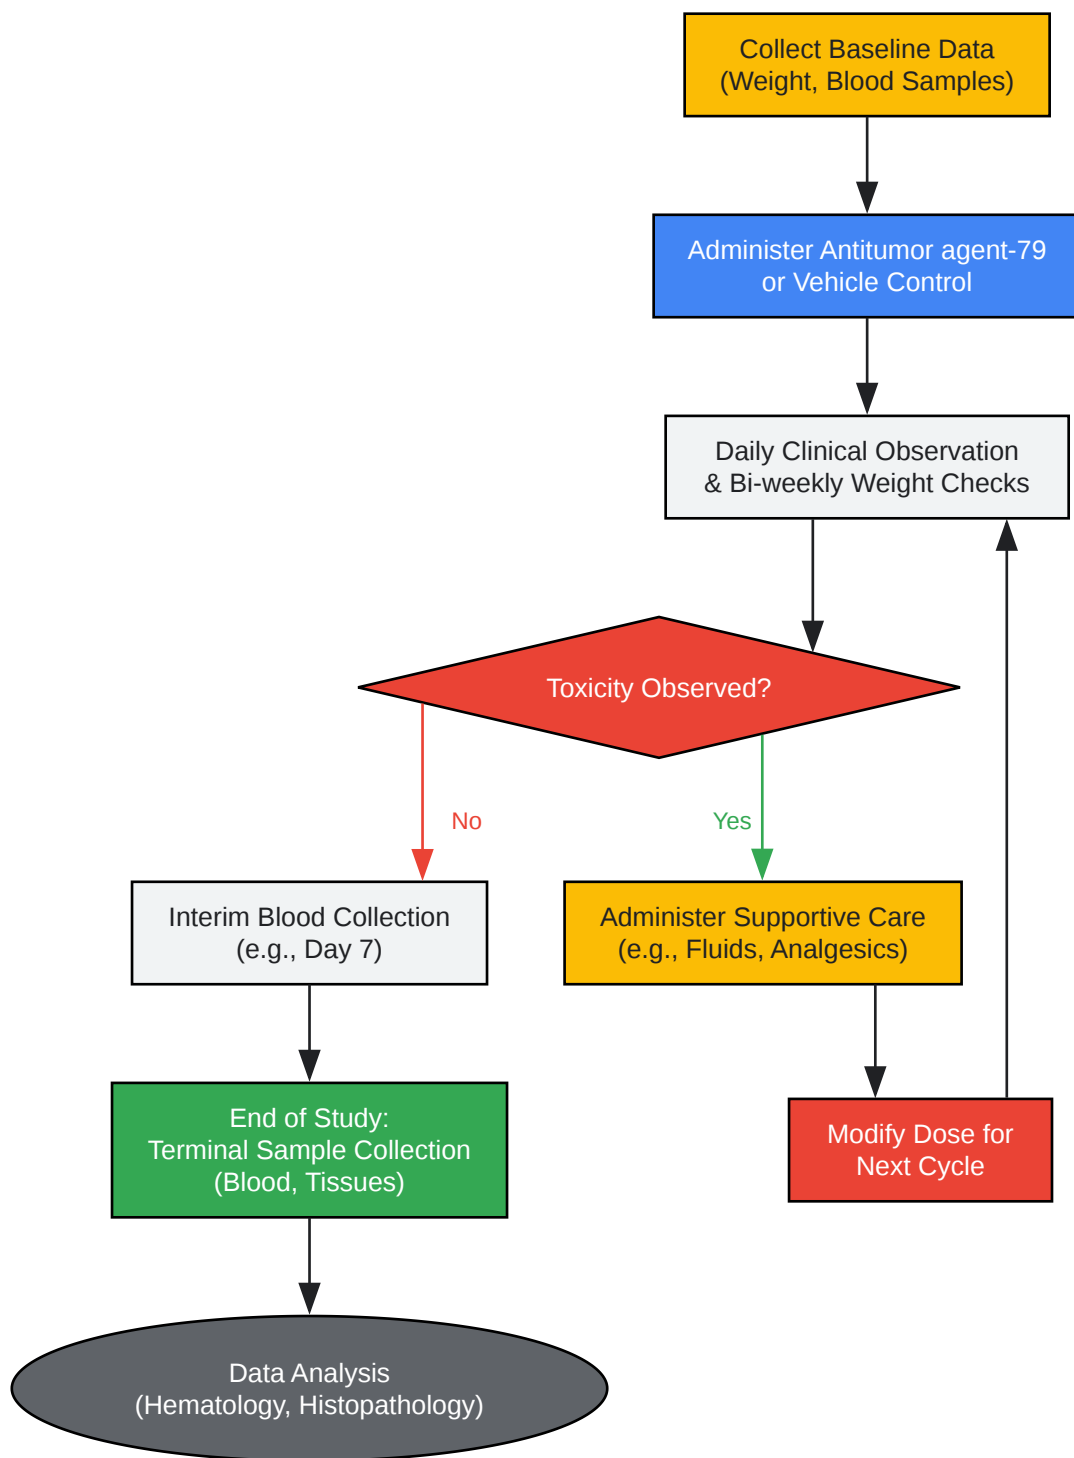 Collect Baseline Data
(Weight, Blood Samples)
Administer Antitumor agent-79
or Vehicle Control
Daily Clinical Observation
& Bi-weekly Weight Checks
Toxicity Observed?
No
Yes
Interim Blood Collection
(e.g., Day 7)
Administer Supportive Care
(e.g., Fluids, Analgesics)
End of Study:
Terminal Sample Collection
(Blood, Tissues)
Modify Dose for
Next Cycle
Data Analysis
(Hematology, Histopathology)